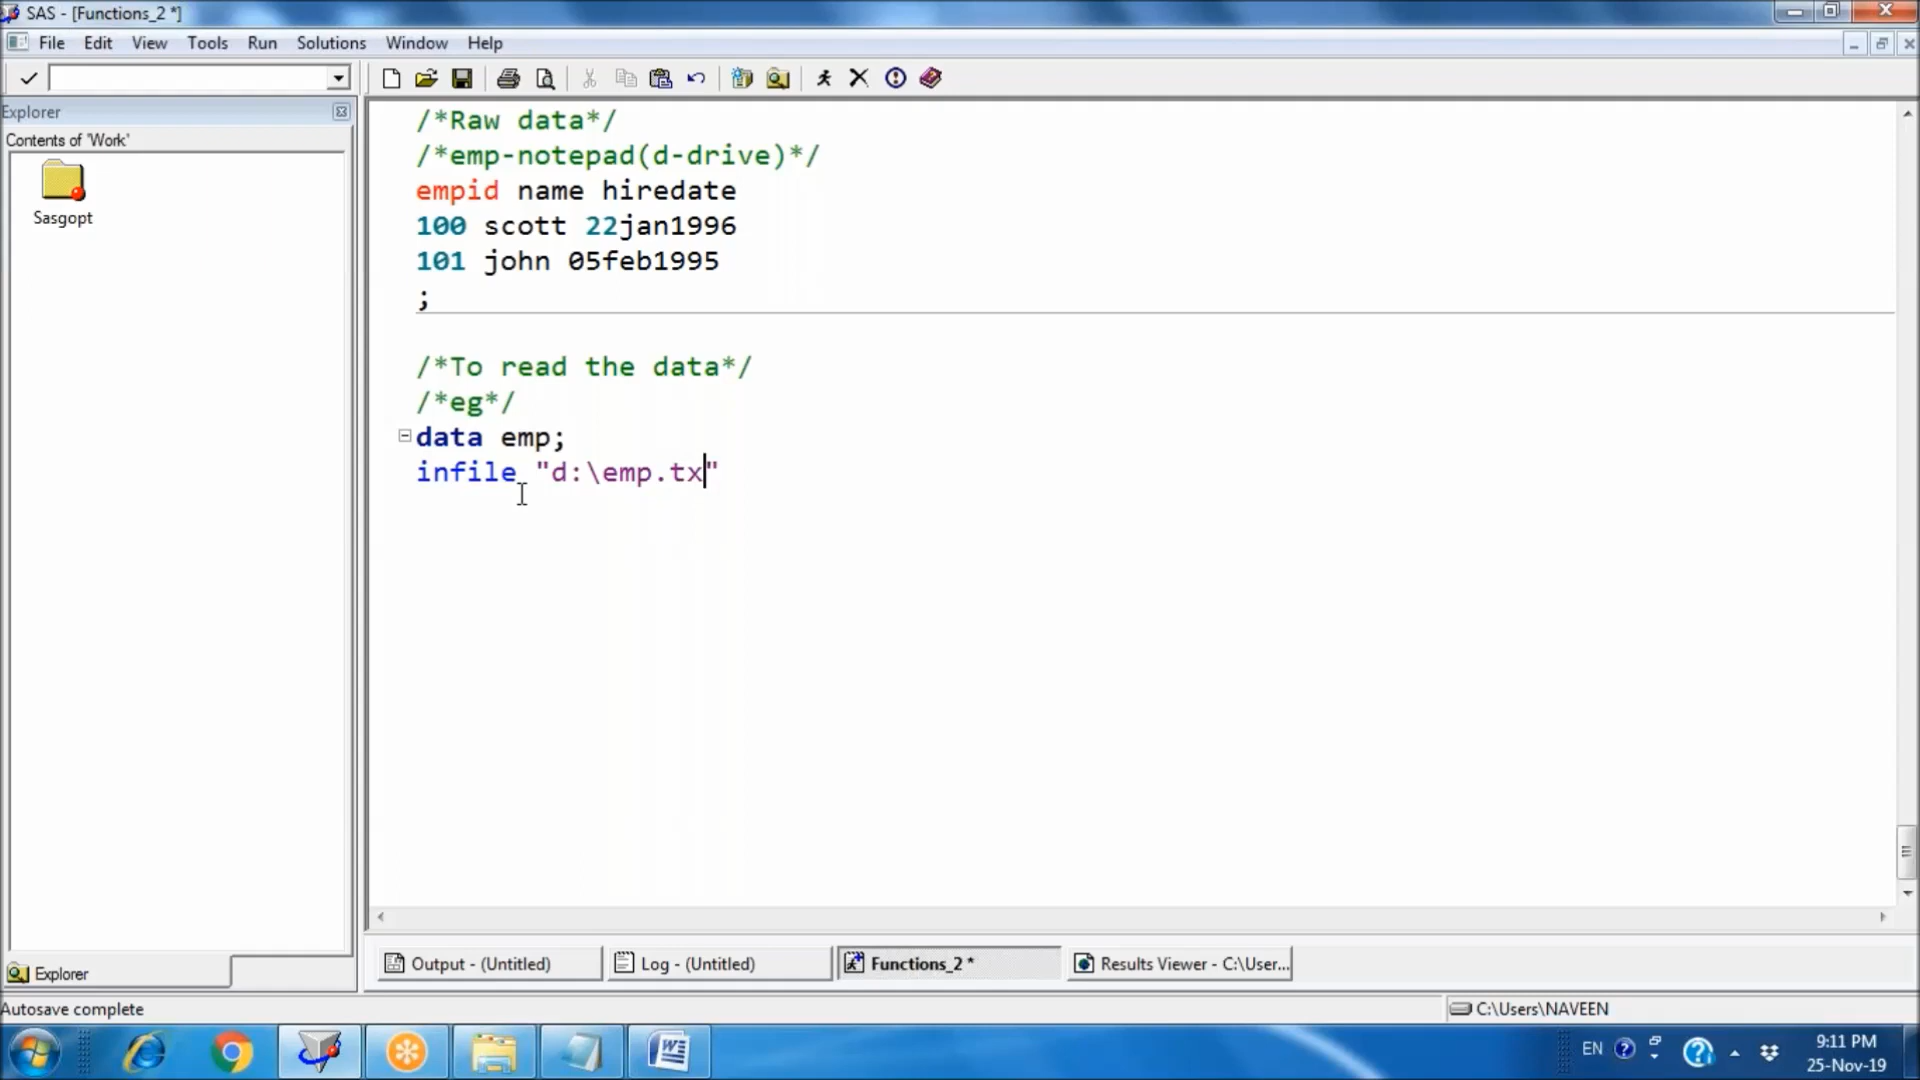 SAS - [Functions_2 *]
File Edit View Tools Run Solutions Window Help
Explorer
Contents of 'Work'
Sasgopt
/*Raw data*/
/*emp-notepad(d-drive)*/
empid name hiredate
100 scott 22jan1996
101 john 05feb1995
;
/*To read the data*/
/*eg*/
data emp;
infile "d:\emp.tx"
Explorer
Output - (Untitled) Log - (Untitled) Functions_2 * Results Viewer - C:\User...
Autosave complete C:\Users\NAVEEN
EN 9:11 PM
25-Nov-19